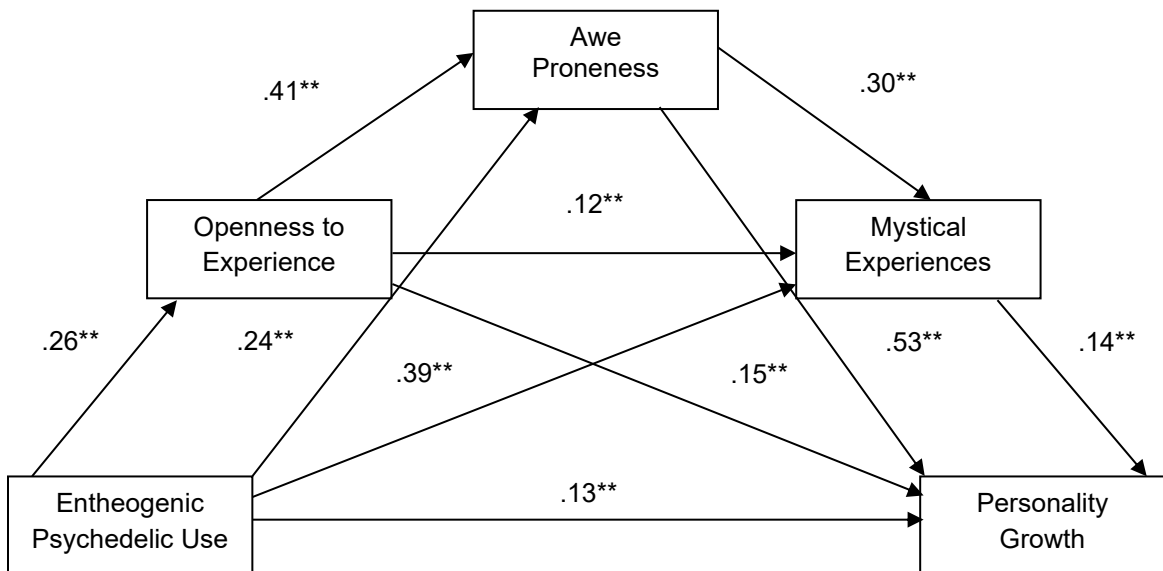 Awe
Proneness
.41**
.30**
Openness to
Experience
.12**
Mystical
Experiences
.26**
.24**
.39**
.15**
.53**
.14**
Entheogenic
Psychedelic Use
.13**
Personality
Growth